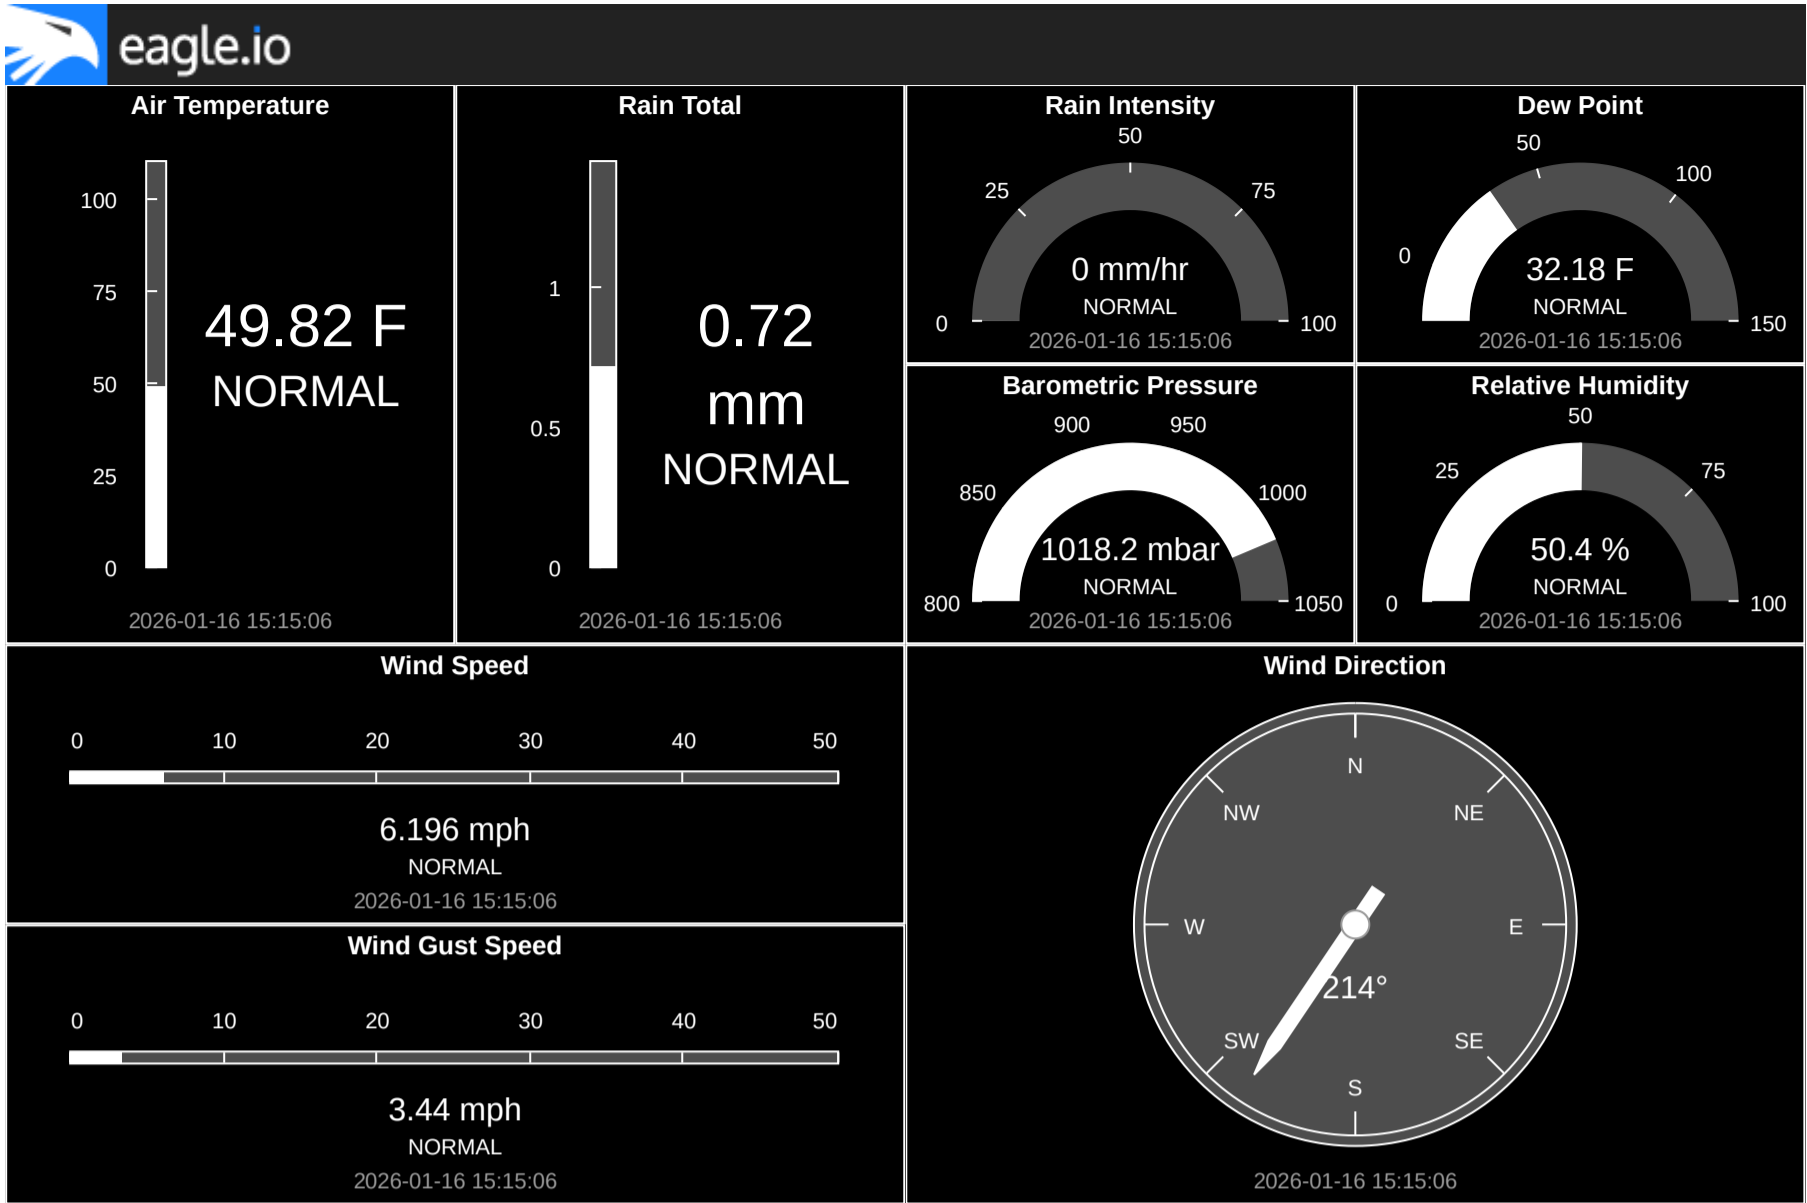 eagle.io
Air Temperature
100
75
50
25
0
49.82 F
NORMAL
2026-01-16 15:15:06
Rain Total
1
0.5
0
0.72
mm
NORMAL
2026-01-16 15:15:06
Rain Intensity
50
25
75
0
100
0 mm/hr
NORMAL
2026-01-16 15:15:06
Dew Point
50
100
0
150
32.18 F
NORMAL
2026-01-16 15:15:06
Barometric Pressure
900
950
850
1000
800
1050
1018.2 mbar
NORMAL
2026-01-16 15:15:06
Relative Humidity
50
25
75
0
100
50.4 %
NORMAL
2026-01-16 15:15:06
Wind Speed
0 10 20 30 40 50
6.196 mph
NORMAL
2026-01-16 15:15:06
Wind Gust Speed
0 10 20 30 40 50
3.44 mph
NORMAL
2026-01-16 15:15:06
Wind Direction
N
NW
NE
W
E
214°
SW
SE
S
2026-01-16 15:15:06